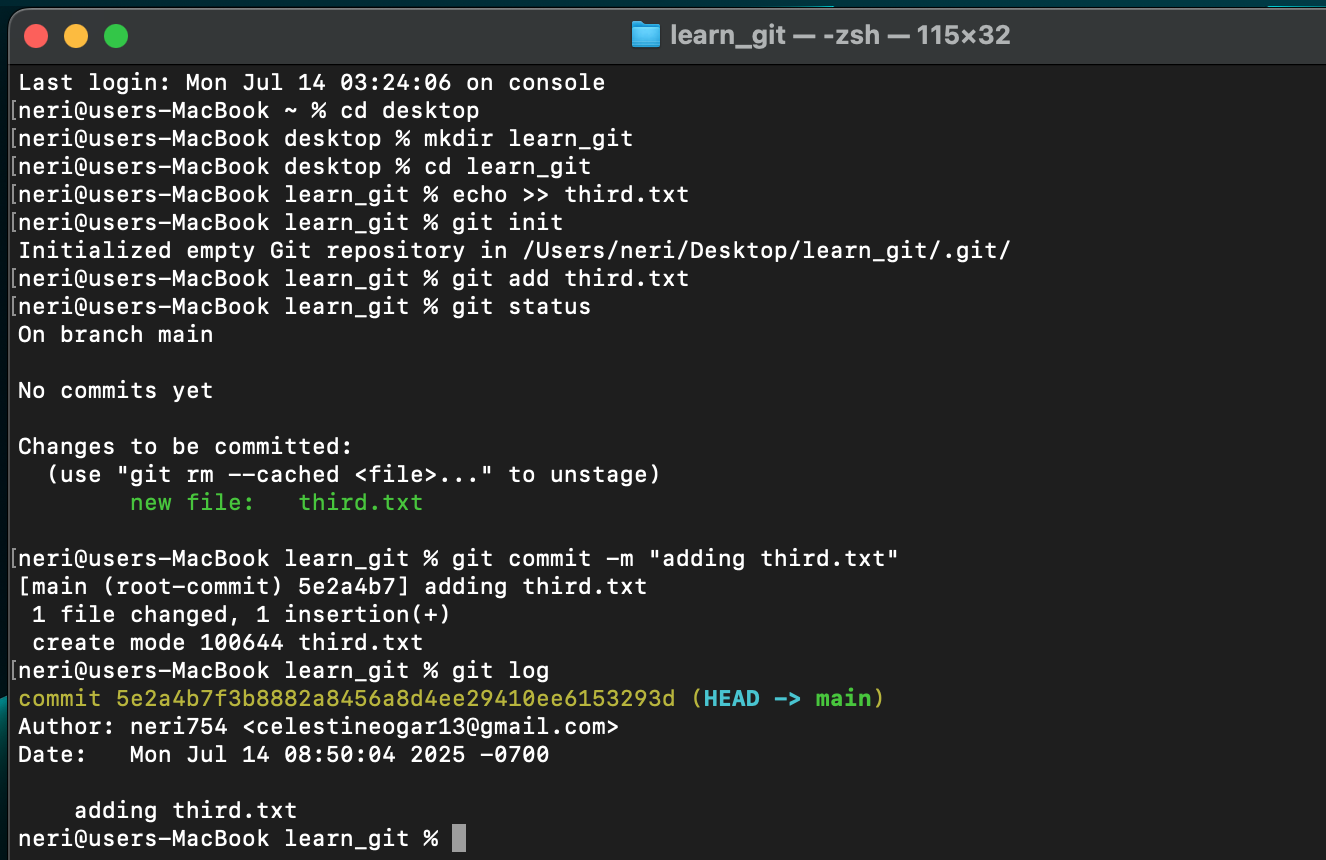 learn_git — -zsh — 115×32
Last login: Mon Jul 14 03:24:06 on console
[neri@users-MacBook ~ % cd desktop
[neri@users-MacBook desktop % mkdir learn_git
[neri@users-MacBook desktop % cd learn_git
[neri@users-MacBook learn_git % echo >> third.txt
[neri@users-MacBook learn_git % git init
Initialized empty Git repository in /Users/neri/Desktop/learn_git/.git/
[neri@users-MacBook learn_git % git add third.txt
[neri@users-MacBook learn_git % git status
On branch main
No commits yet
Changes to be committed:
  (use "git rm --cached <file>..." to unstage)
        new file:   third.txt
[neri@users-MacBook learn_git % git commit -m "adding third.txt"
[main (root-commit) 5e2a4b7] adding third.txt
 1 file changed, 1 insertion(+)
 create mode 100644 third.txt
[neri@users-MacBook learn_git % git log
commit 5e2a4b7f3b8882a8456a8d4ee29410ee6153293d (HEAD -> main)
Author: neri754 <celestineogar13@gmail.com>
Date:   Mon Jul 14 08:50:04 2025 -0700
    adding third.txt
neri@users-MacBook learn_git %